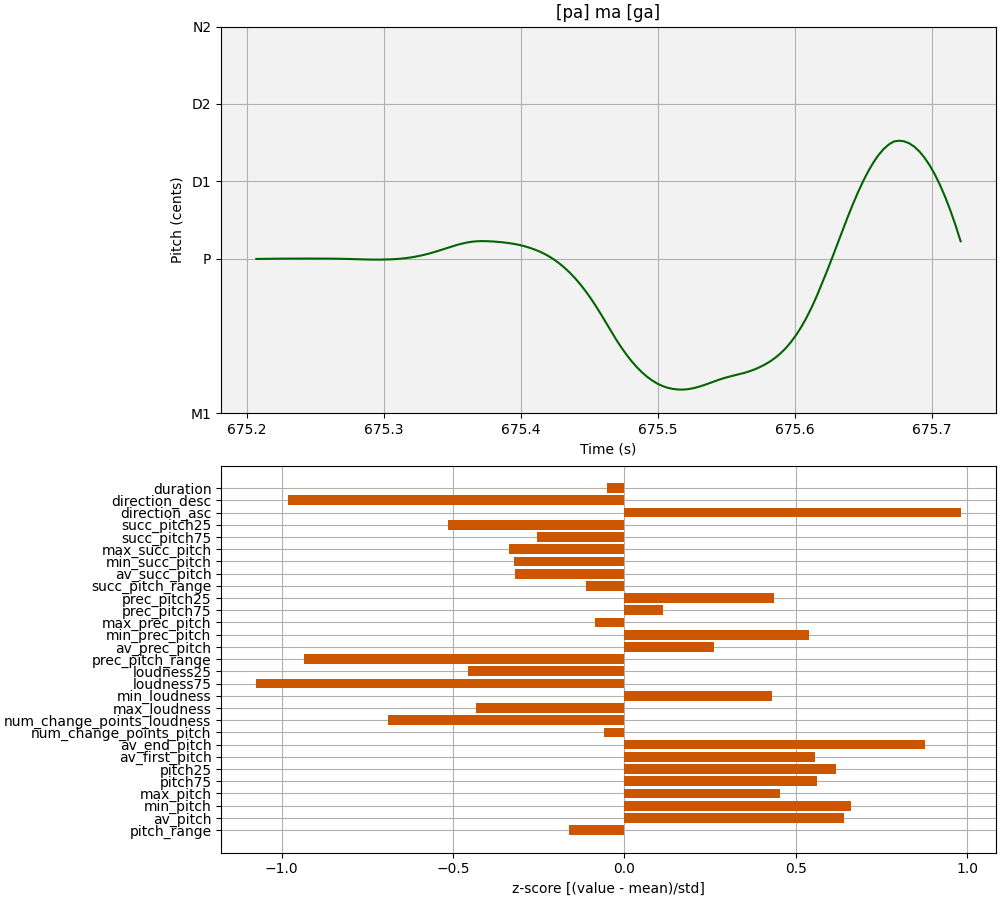 [pa] ma [ga]
N2
D2
D1
P
M1
Pitch (cents)
675.2 675.3 675.4 675.5 675.6 675.7
Time (s)
duration
direction_desc
direction_asc
succ_pitch25
succ_pitch75
max_succ_pitch
min_succ_pitch
av_succ_pitch
succ_pitch_range
prec_pitch25
prec_pitch75
max_prec_pitch
min_prec_pitch
av_prec_pitch
prec_pitch_range
loudness25
loudness75
min_loudness
max_loudness
num_change_points_loudness
num_change_points_pitch
av_end_pitch
av_first_pitch
pitch25
pitch75
max_pitch
min_pitch
av_pitch
pitch_range
−1.0 −0.5 0.0 0.5 1.0
z-score [(value - mean)/std]